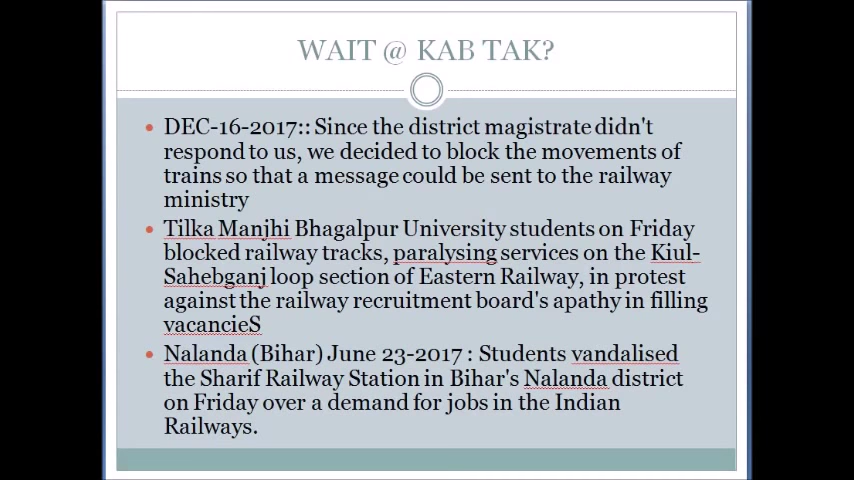 WAIT @ KAB TAK?
• DEC-16-2017:: Since the district magistrate didn't
respond to us, we decided to block the movements of
trains so that a message could be sent to the railway
ministry
• Tilka Manjhi Bhagalpur University students on Friday
blocked railway tracks, paralysing services on the Kiul-
Sahebganj loop section of Eastern Railway, in protest
against the railway recruitment board's apathy in filling
vacancieS
• Nalanda (Bihar) June 23-2017 : Students vandalised
the Sharif Railway Station in Bihar's Nalanda district
on Friday over a demand for jobs in the Indian
Railways.